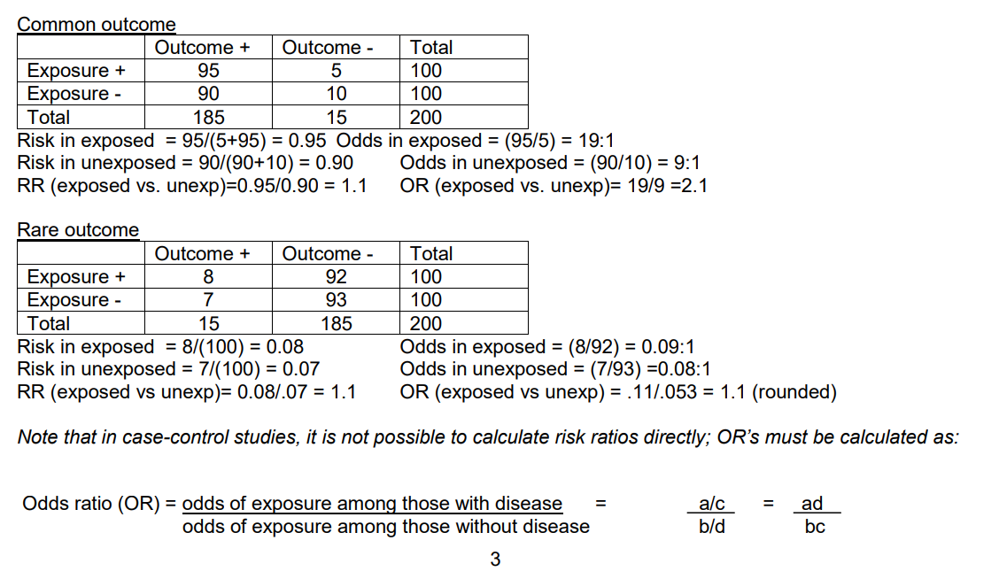 Common outcome
Outcome + Outcome - Total
Exposure + 95 5 100
Exposure - 90 10 100
Total 185 15 200
Risk in exposed = 95/(5+95) = 0.95 Odds in exposed = (95/5) = 19:1
Risk in unexposed = 90/(90+10) = 0.90 Odds in unexposed = (90/10) = 9:1
RR (exposed vs. unexp)=0.95/0.90 = 1.1 OR (exposed vs. unexp)= 19/9 =2.1
Rare outcome
Outcome + Outcome - Total
Exposure + 8 92 100
Exposure - 7 93 100
Total 15 185 200
Risk in exposed = 8/(100) = 0.08 Odds in exposed = (8/92) = 0.09:1
Risk in unexposed = 7/(100) = 0.07 Odds in unexposed = (7/93) =0.08:1
RR (exposed vs unexp)= 0.08/.07 = 1.1 OR (exposed vs unexp) = .11/.053 = 1.1 (rounded)
Note that in case-control studies, it is not possible to calculate risk ratios directly; OR's must be calculated as:
Odds ratio (OR) = odds of exposure among those with disease = a/c = ad
odds of exposure among those without disease b/d bc
3